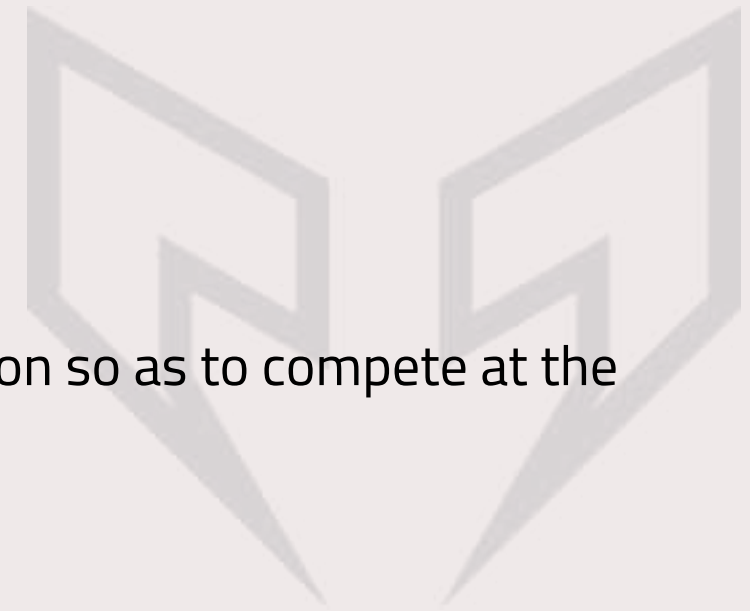 on so as to compete at the